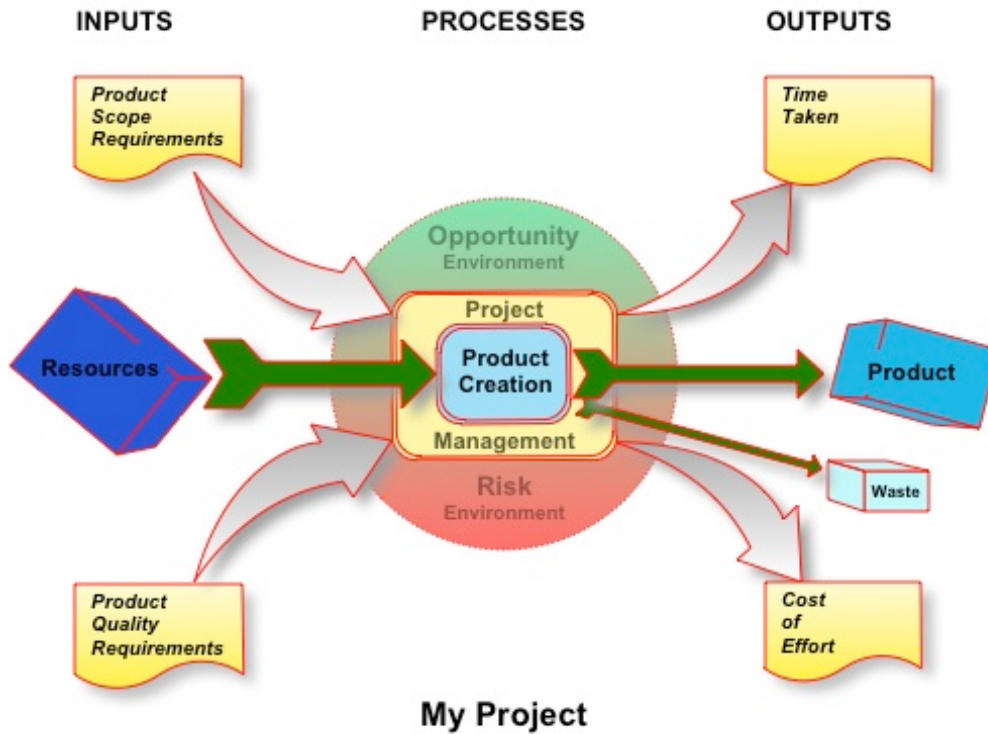 INPUTS
PROCESSES
OUTPUTS
Product
Scope
Requirements
Time
Taken
Opportunity
Environment
Project
Resources
Product
Creation
Product
Management
Waste
Risk
Environment
Product
Quality
Requirements
Cost
of
Effort
My Project